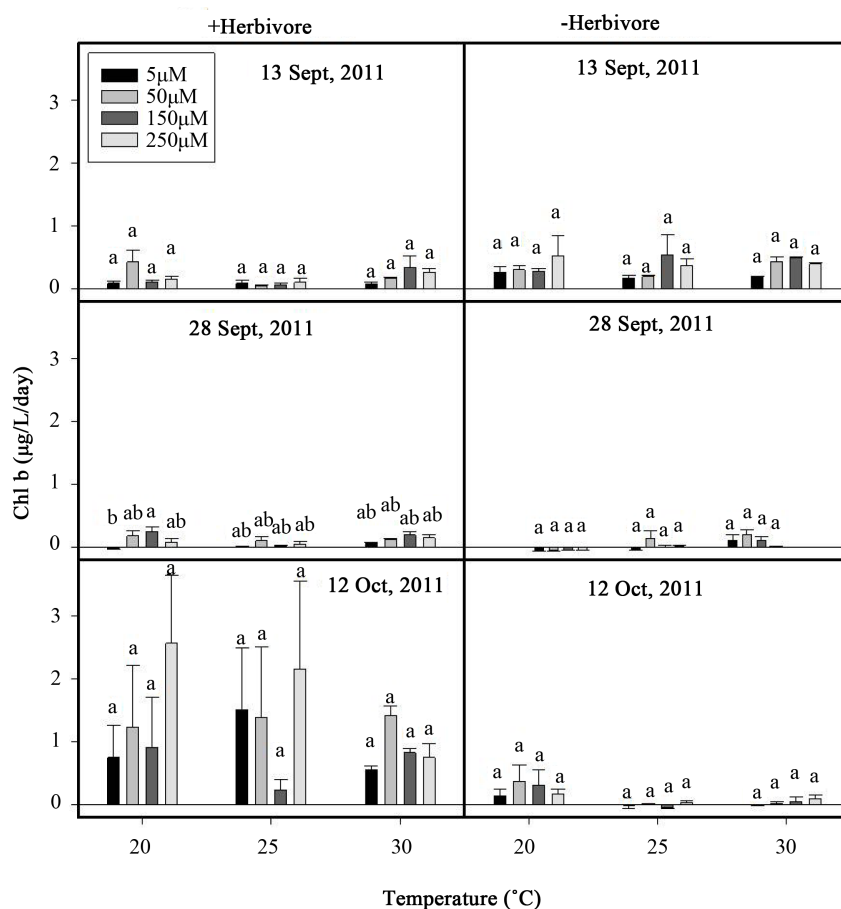 +Herbivore -Herbivore
5μM
50μM
150μM
250μM
13 Sept, 2011
13 Sept, 2011
3
2
1
0
a a a a a a a a a a a a
a a a a a a a a a a a a
28 Sept, 2011
28 Sept, 2011
3
2
1
0
b ab a ab ab ab ab ab ab ab ab ab
a a a a a a a a a a a a
12 Oct, 2011
12 Oct, 2011
3
2
1
0
a a a a a a a a a a a a
a a a a a a a a a a a a
Chl b (μg/L/day)
20 25 30 20 25 30
Temperature (˚C)